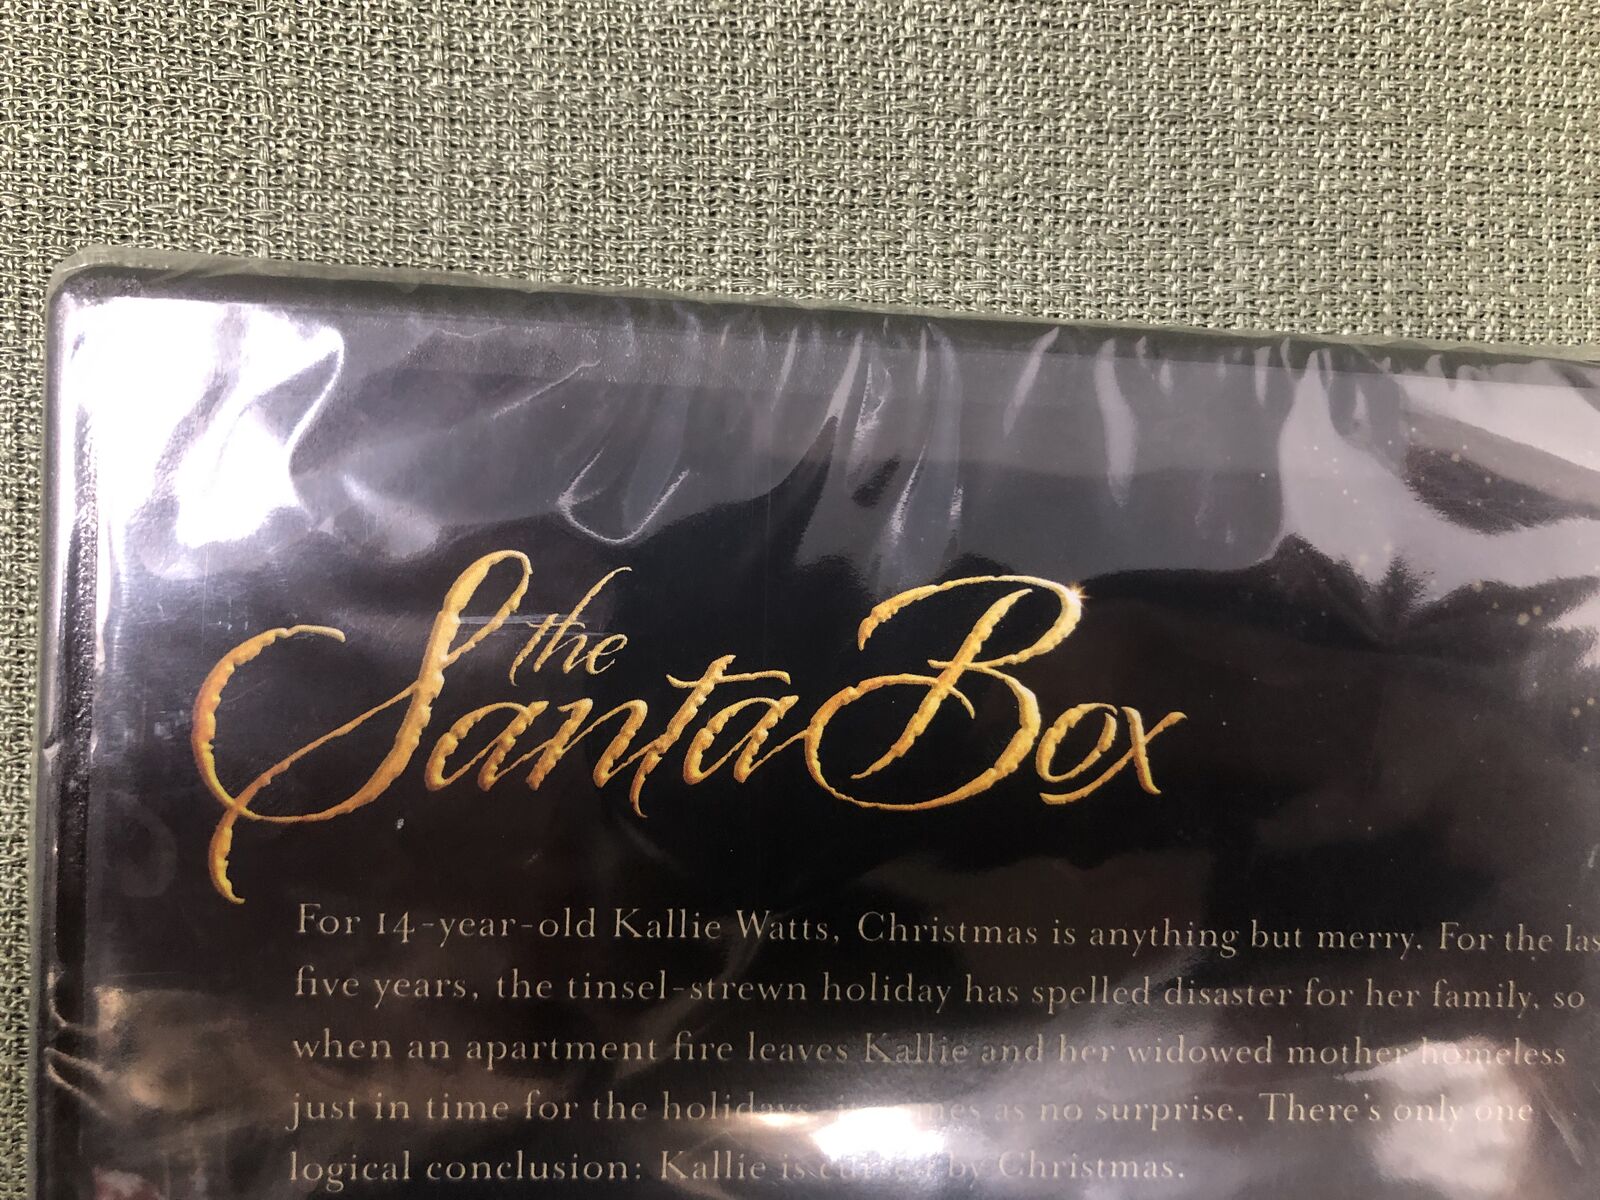 the
Santa Box
For 14-year-old Kallie Watts, Christmas is anything but merry. For the las
five years, the tinsel-strewn holiday has spelled disaster for her family, so
when an apartment fire leaves Kallie and her widowed mother homeless
just in time for the holidays, it comes as no surprise. There's only one
logical conclusion: Kallie is cursed by Christmas.